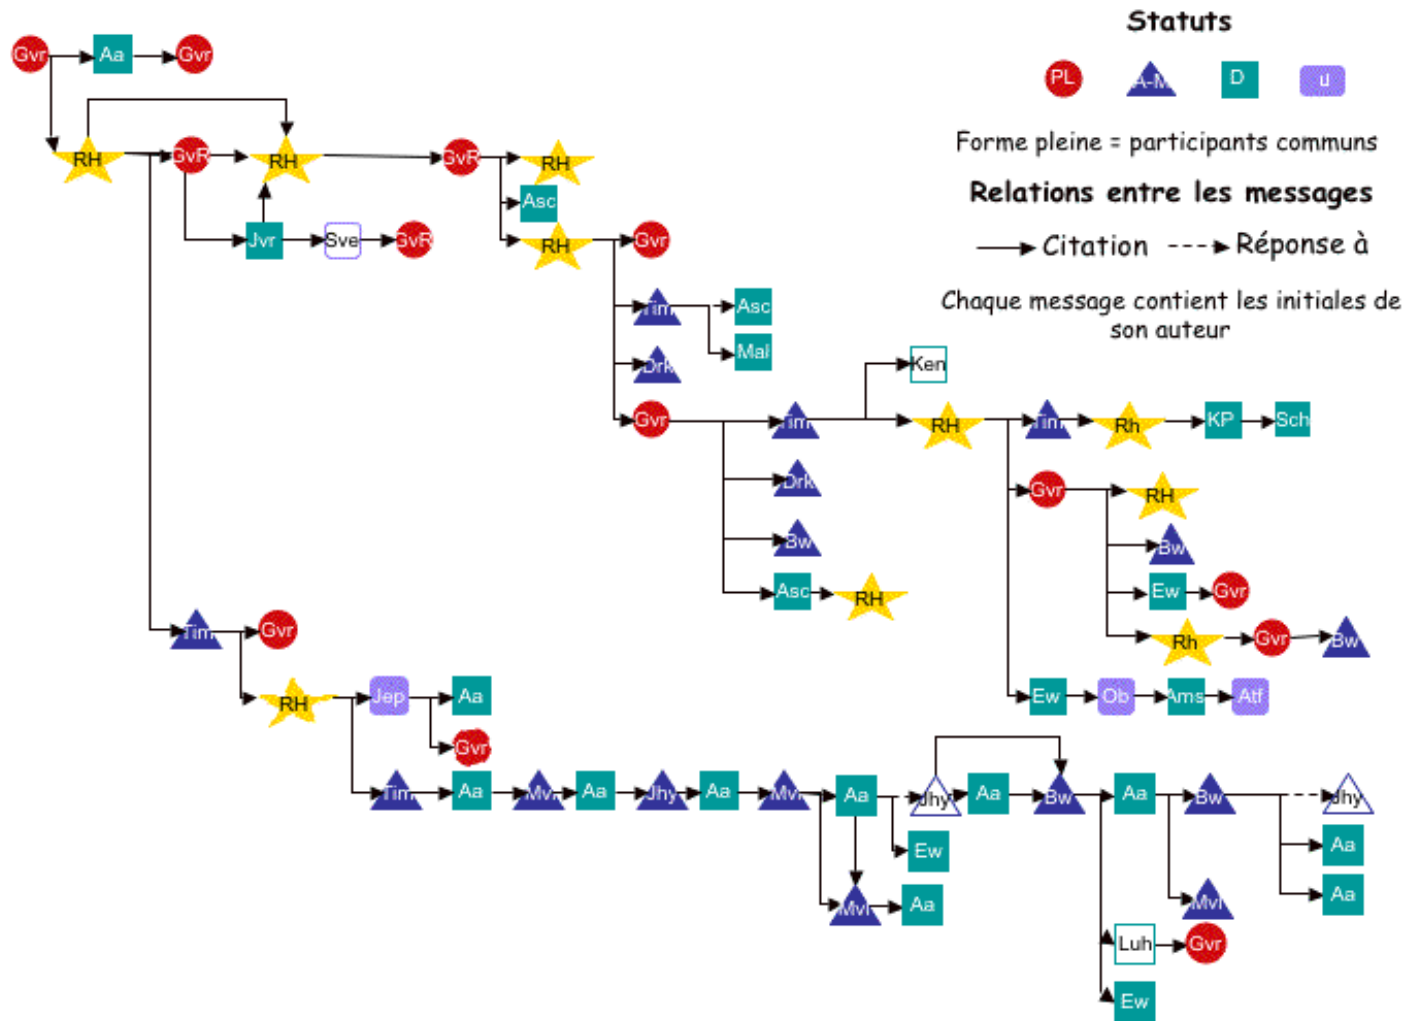 Statuts
PL A-M D u
Forme pleine = participants communs
Relations entre les messages
Citation Réponse à
Chaque message contient les initiales de
son auteur
Gvr Aa Gvr
RH GvR RH GvR RH
Asc
Jvr Sve GvR RH Gvr
Tim Asc
Drk Mal
Ken
Gvr Tim RH Tim Rh KP Sch
Drk Gvr RH
Bw Bw
Asc RH Ew Gvr
Tim Gvr Rh Gvr Bw
RH Jep Aa Ew Ob Ams Atf
Gvr
Tim Aa Mvl Aa Jhy Aa Mvl Aa Jhy Aa Bw Aa Bw Jhy
Ew Aa
Mvl Aa Mvl Aa
Luh Gvr
Ew